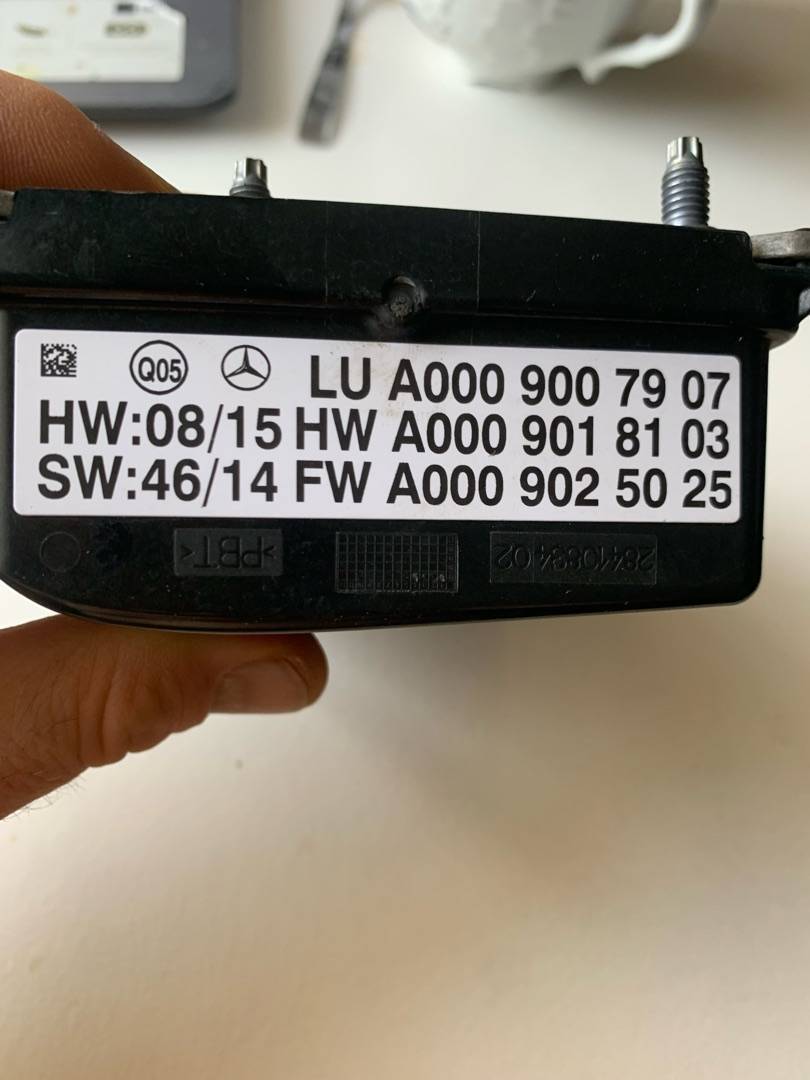 Q05 LU A000 900 79 07
HW:08/15 HW A000 901 81 03
SW:46/14 FW A000 902 50 25
>PBT<
28440883402